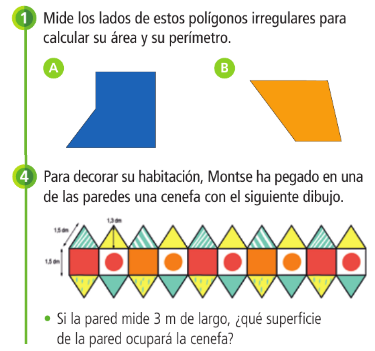 1 Mide los lados de estos polígonos irregulares para
calcular su área y su perímetro.
A B
4 Para decorar su habitación, Montse ha pegado en una
de las paredes una cenefa con el siguiente dibujo.
1,5 dm 1,3 dm
1,5 dm
• Si la pared mide 3 m de largo, ¿qué superficie
de la pared ocupará la cenefa?